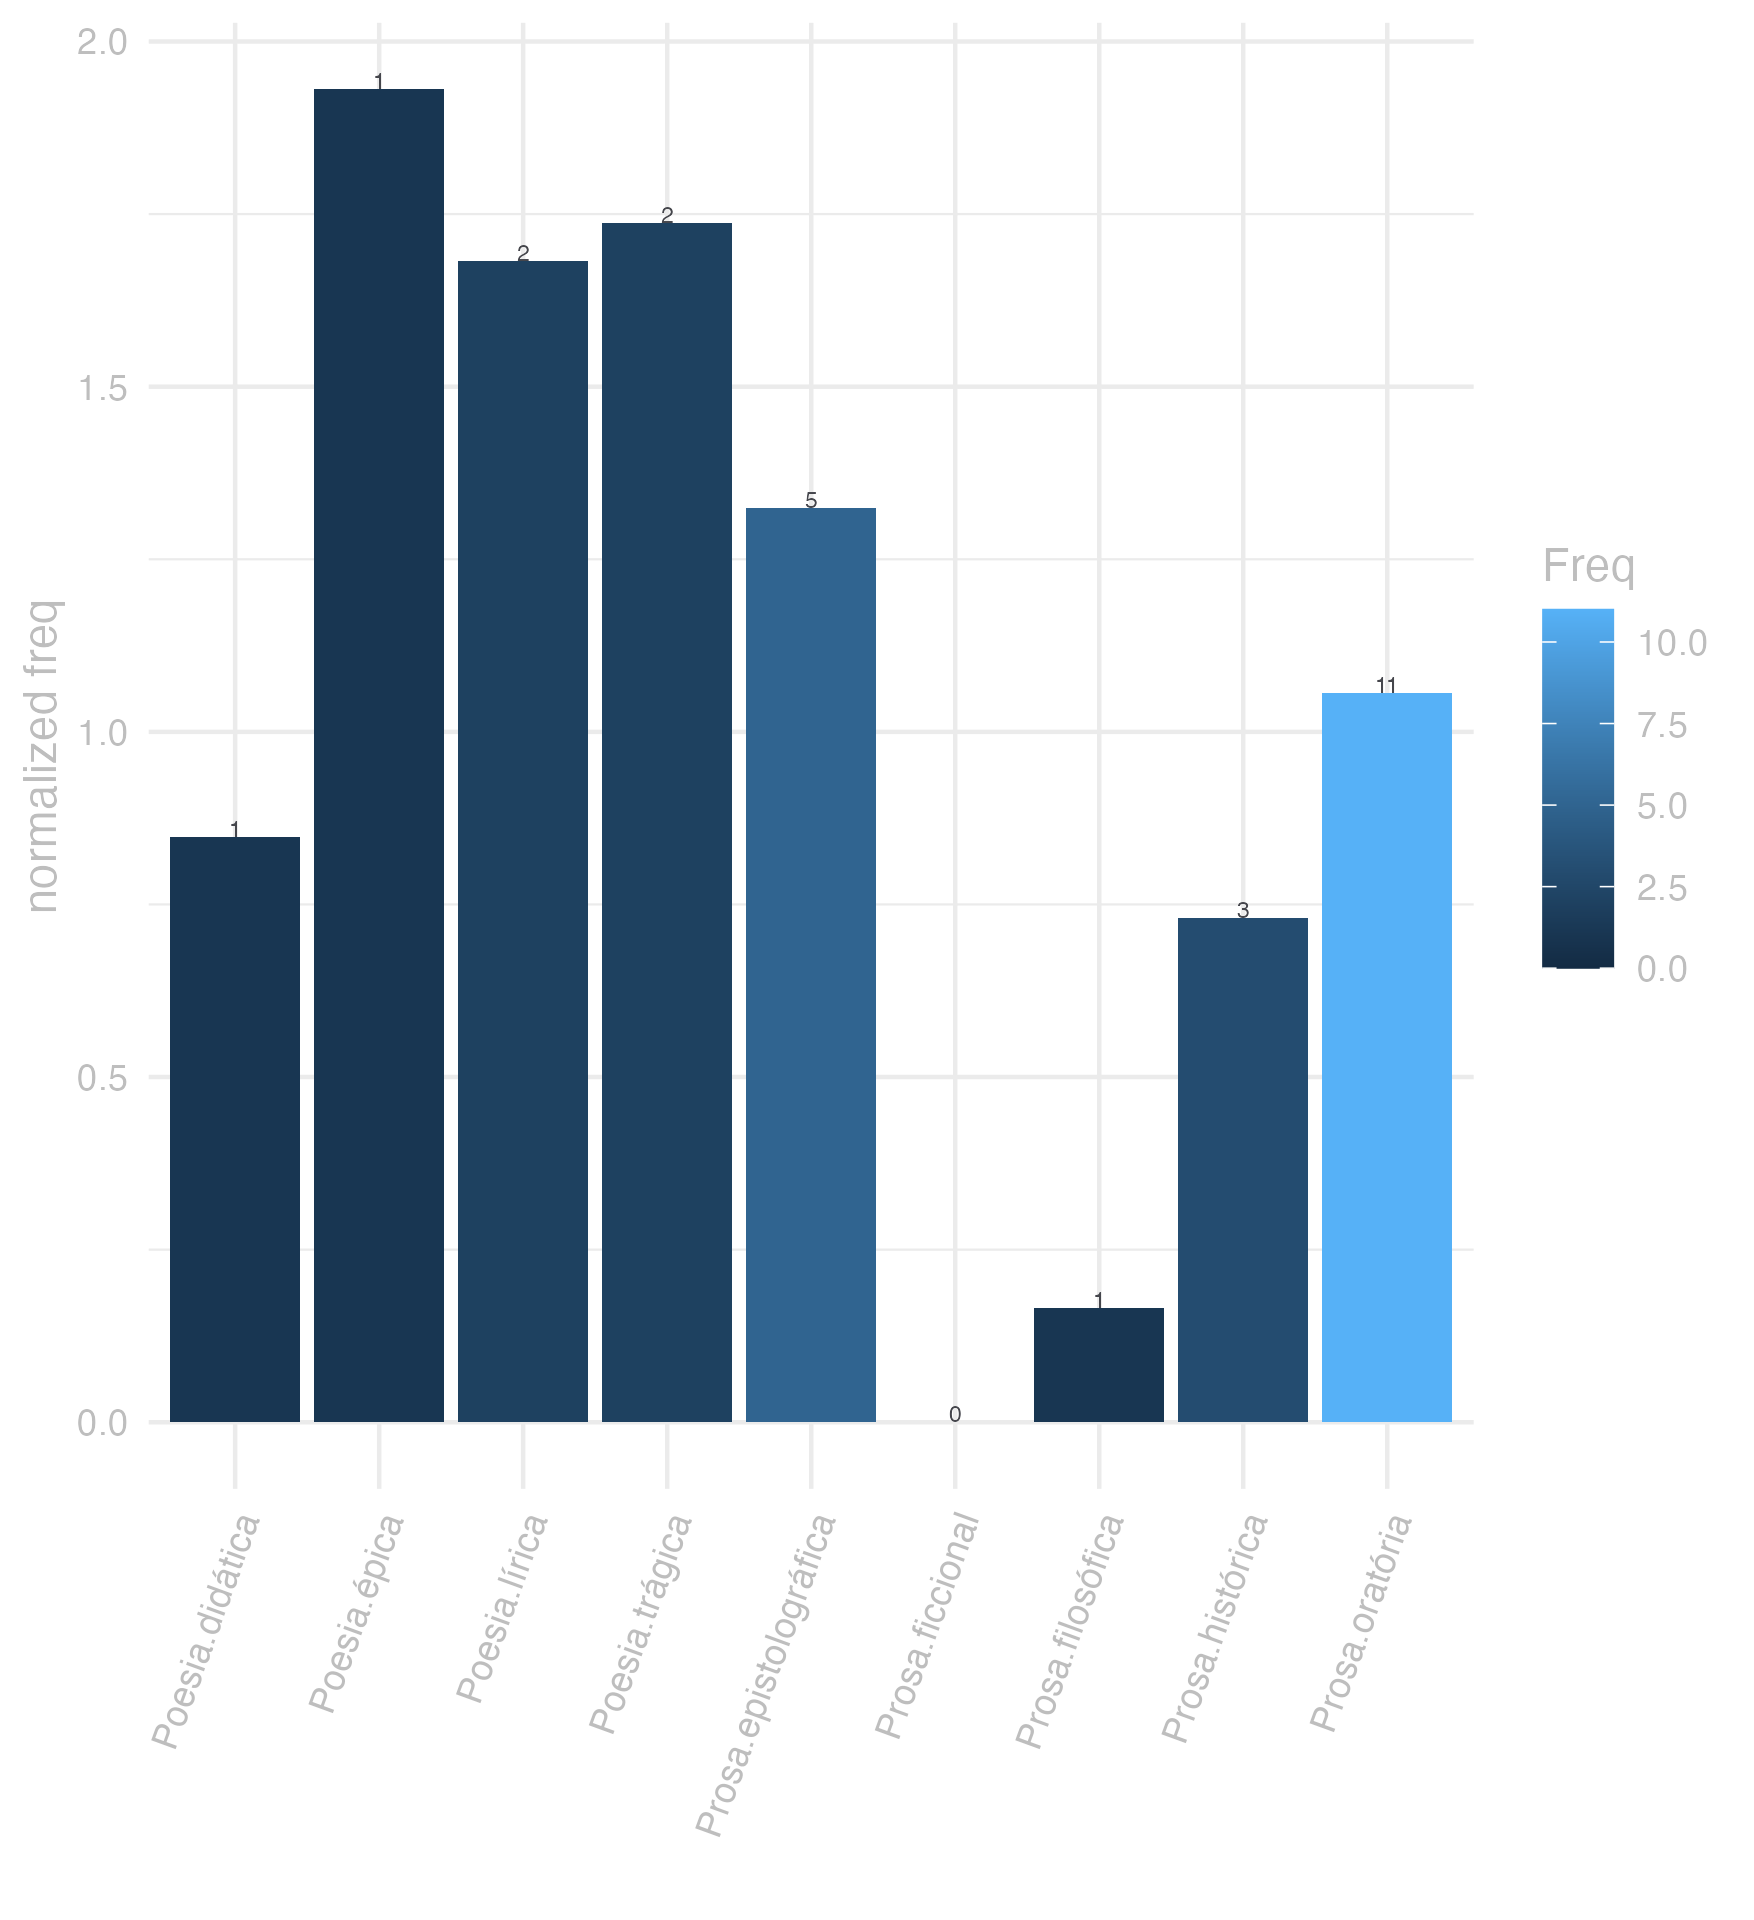 2.0
1.5
1.0
0.5
0.0
normalized freq
1
1
2
2
5
0
1
3
11
Poesia.didática
Poesia.épica
Poesia.lírica
Poesia.trágica
Prosa.epistolográfica
Prosa.ficcional
Prosa.filosófica
Prosa.histórica
Prosa.oratória
Freq
10.0
7.5
5.0
2.5
0.0